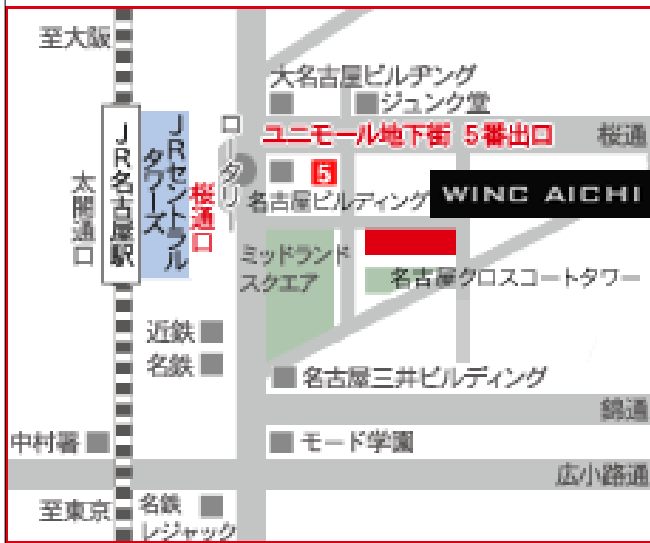 至大阪
大名古屋ビルヂング
ジュンク堂
ユニモール地下街 5番出口
桜通
ロータリー
JR名古屋駅
JRセントラル
タワーズ
桜通口
太閤通口
5
名古屋ビルディング
WINC AICHI
ミッドランド
スクエア
名古屋クロスコートタワー
近鉄
名鉄
名古屋三井ビルディング
錦通
中村署
モード学園
広小路通
至東京
名鉄
レジャック